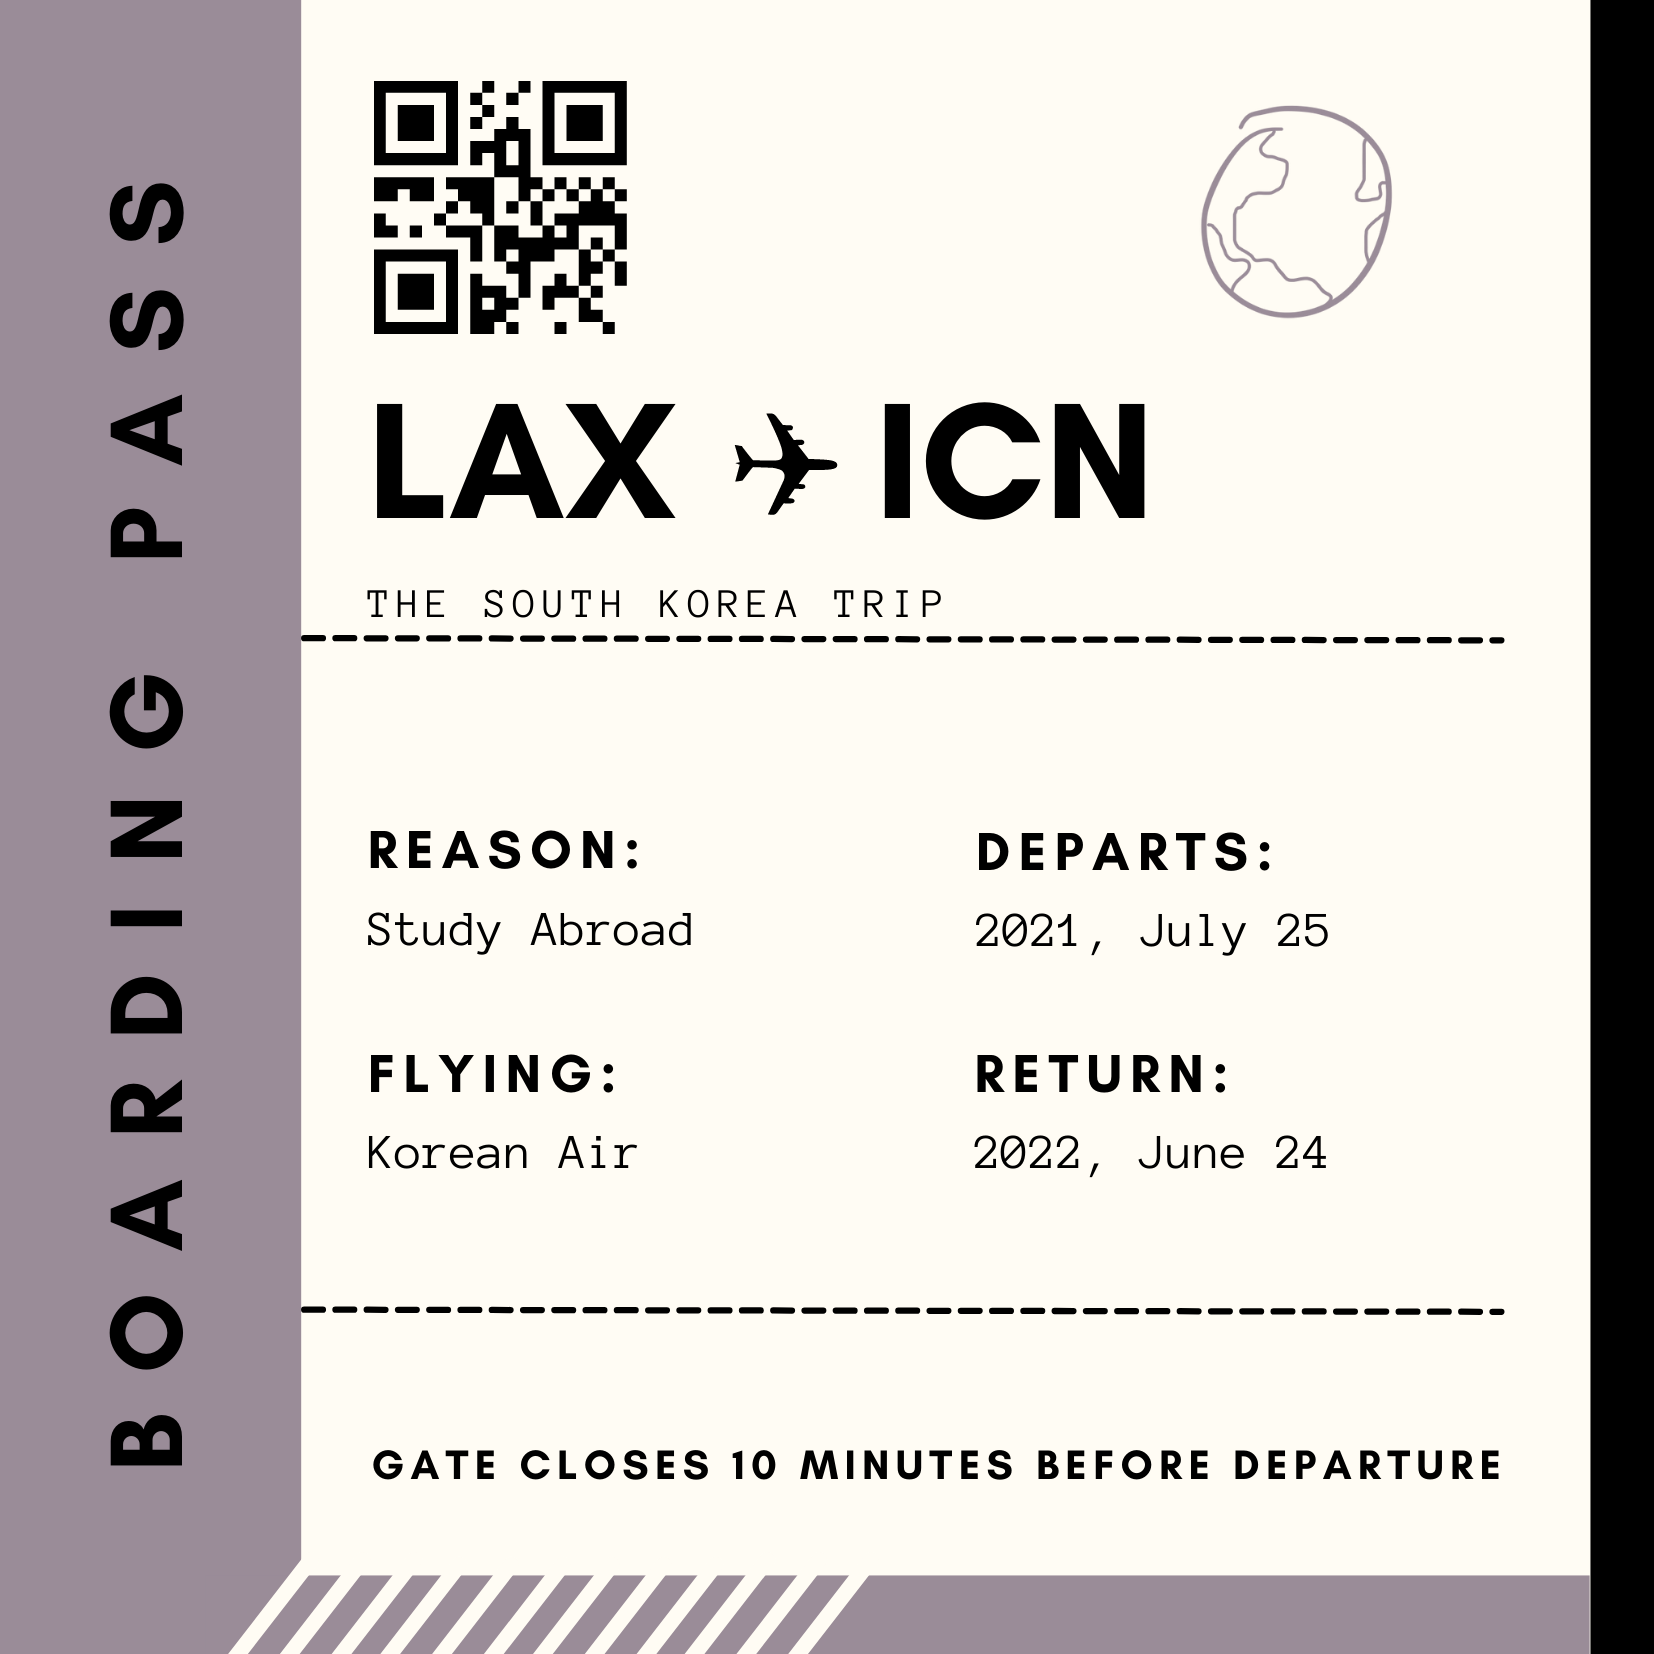 BOARDING PASS
LAX ✈ ICN
THE SOUTH KOREA TRIP
REASON:
Study Abroad
DEPARTS:
2021, July 25
FLYING:
Korean Air
RETURN:
2022, June 24
GATE CLOSES 10 MINUTES BEFORE DEPARTURE